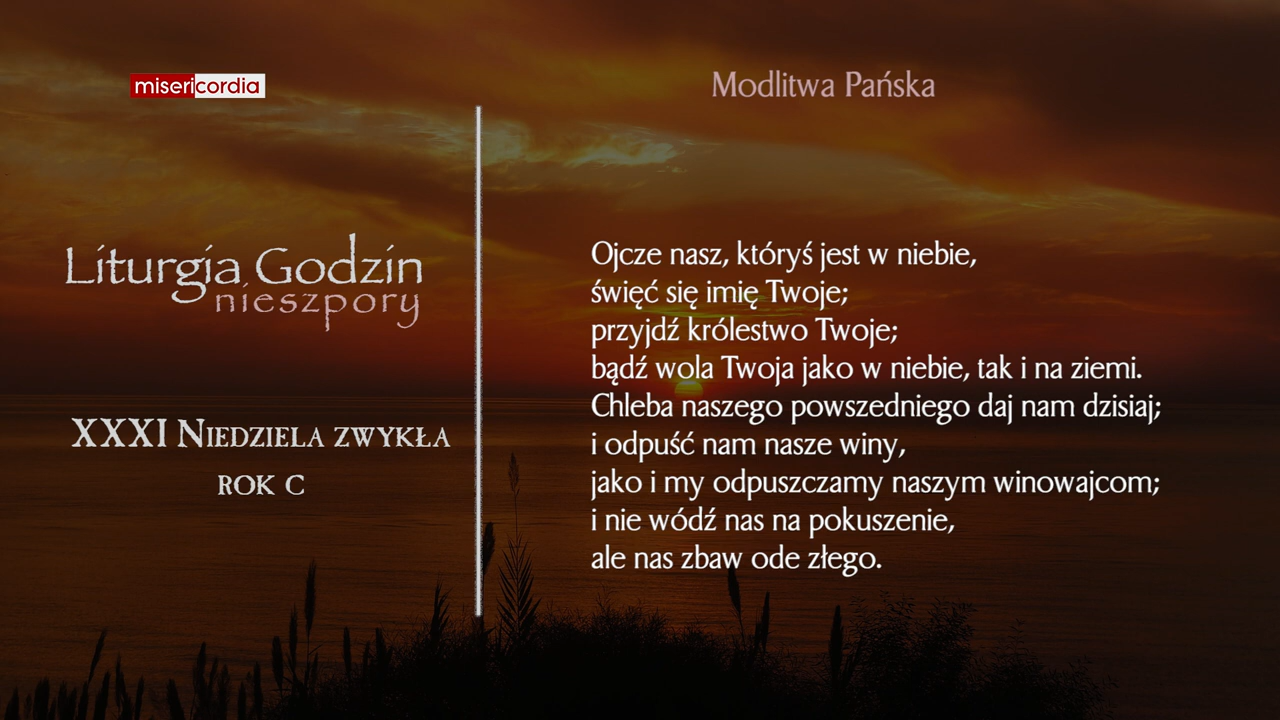 misericordia
Liturgia Godzin
nieszpory
XXXI Niedziela zwykła
rok C
Modlitwa Pańska
Ojcze nasz, któryś jest w niebie,
święć się imię Twoje;
przyjdź królestwo Twoje;
bądź wola Twoja jako w niebie, tak i na ziemi.
Chleba naszego powszedniego daj nam dzisiaj;
i odpuść nam nasze winy,
jako i my odpuszczamy naszym winowajcom;
i nie wódź nas na pokuszenie,
ale nas zbaw ode złego.